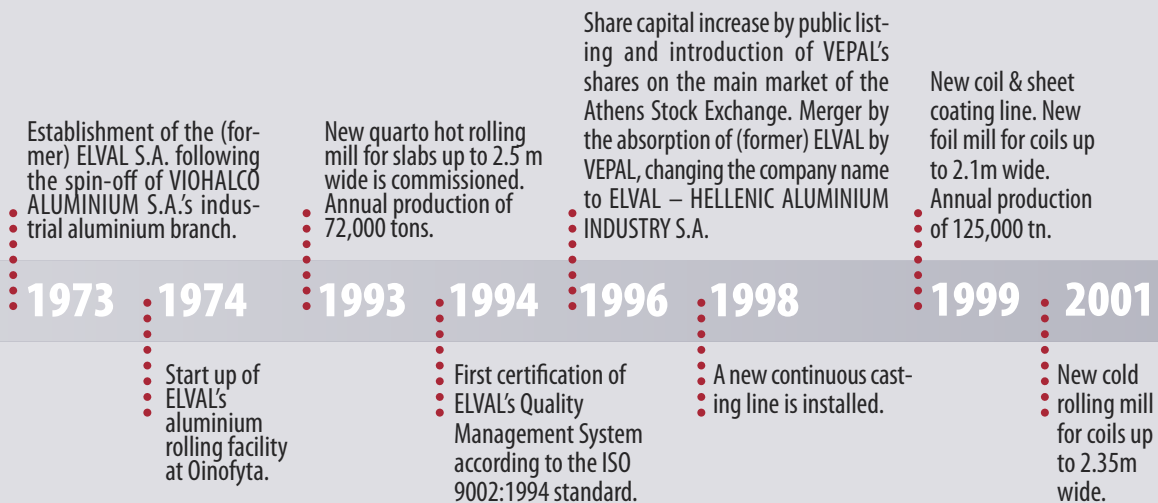 Establishment of the (for-
mer) ELVAL S.A. following
the spin-off of VIOHALCO
ALUMINIUM S.A.'s indus-
trial aluminium branch.
1973
1974
Start up of
ELVAL's
aluminium
rolling facility
at Oinofyta.
New quarto hot rolling
mill for slabs up to 2.5 m
wide is commissioned.
Annual production of
72,000 tons.
1993
1994
First certification of
ELVAL's Quality
Management System
according to the ISO
9002:1994 standard.
Share capital increase by public list-
ing and introduction of VEPAL's
shares on the main market of the
Athens Stock Exchange. Merger by
the absorption of (former) ELVAL by
VEPAL, changing the company name
to ELVAL – HELLENIC ALUMINIUM
INDUSTRY S.A.
1996
1998
A new continuous cast-
ing line is installed.
New coil & sheet
coating line. New
foil mill for coils up
to 2.1m wide.
Annual production
of 125,000 tn.
1999
2001
New cold
rolling mill
for coils up
to 2.35m
wide.